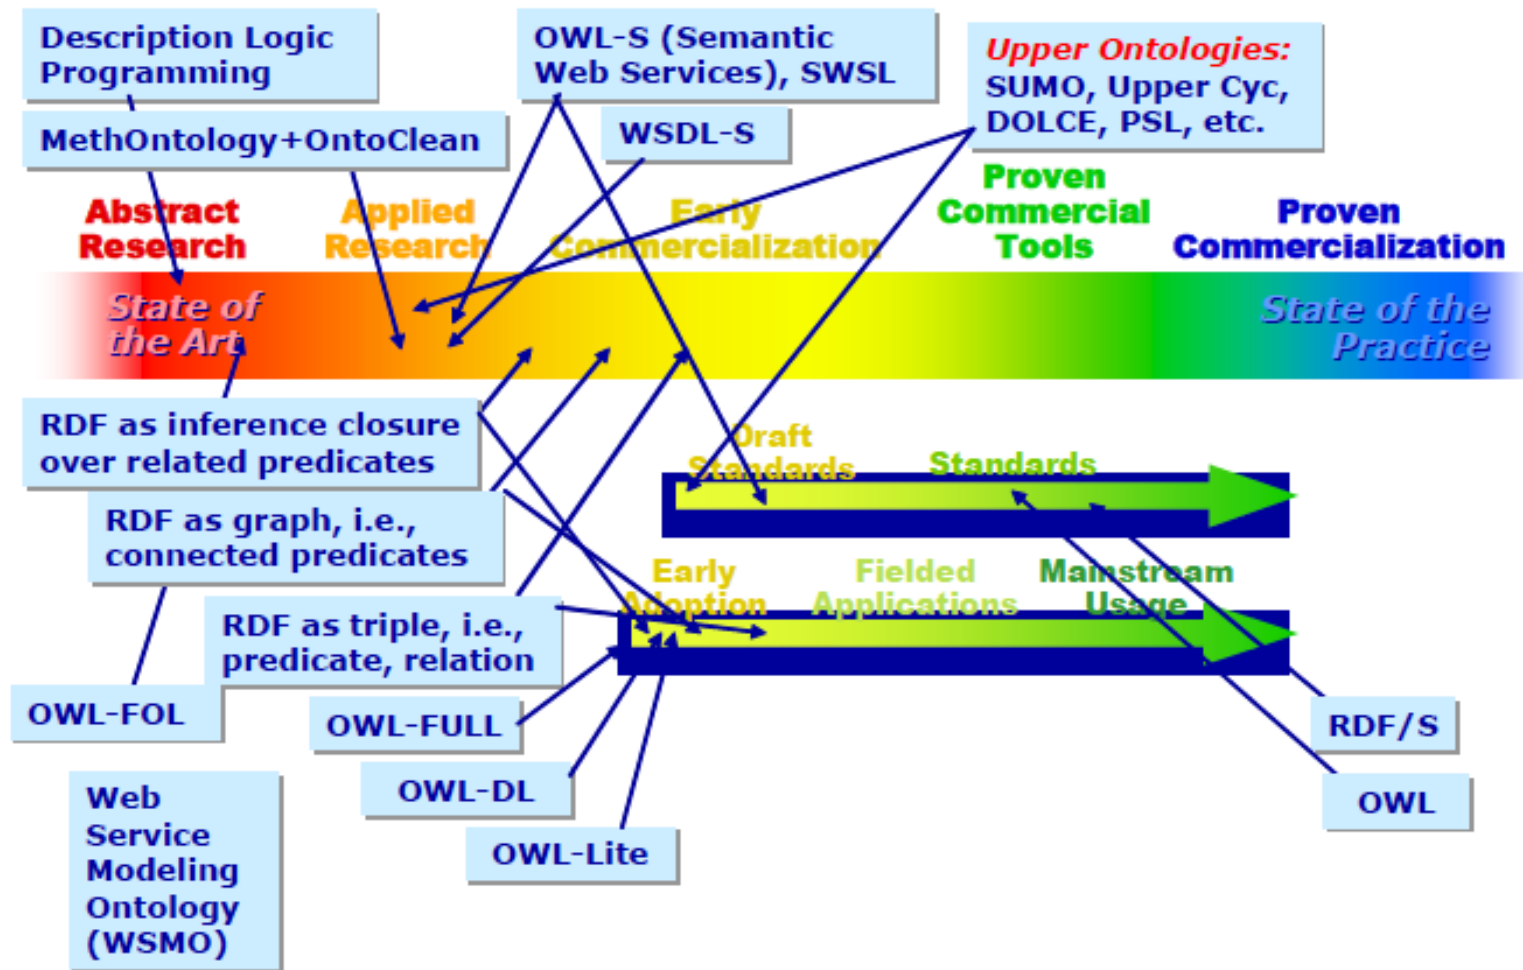 Description Logic
Programming
OWL-S (Semantic
Web Services), SWSL
Upper Ontologies:
SUMO, Upper Cyc,
DOLCE, PSL, etc.
MethOntology+OntoClean
WSDL-S
Abstract
Research
Applied
Research
Early
Commercialization
Proven
Commercial
Tools
Proven
Commercialization
State of
the Art
State of the
Practice
RDF as inference closure
over related predicates
Draft
Standards
Standards
RDF as graph, i.e.,
connected predicates
Early
Adoption
Fielded
Applications
Mainstream
Usage
RDF as triple, i.e.,
predicate, relation
OWL-FOL
OWL-FULL
RDF/S
OWL-DL
OWL
OWL-Lite
Web
Service
Modeling
Ontology
(WSMO)